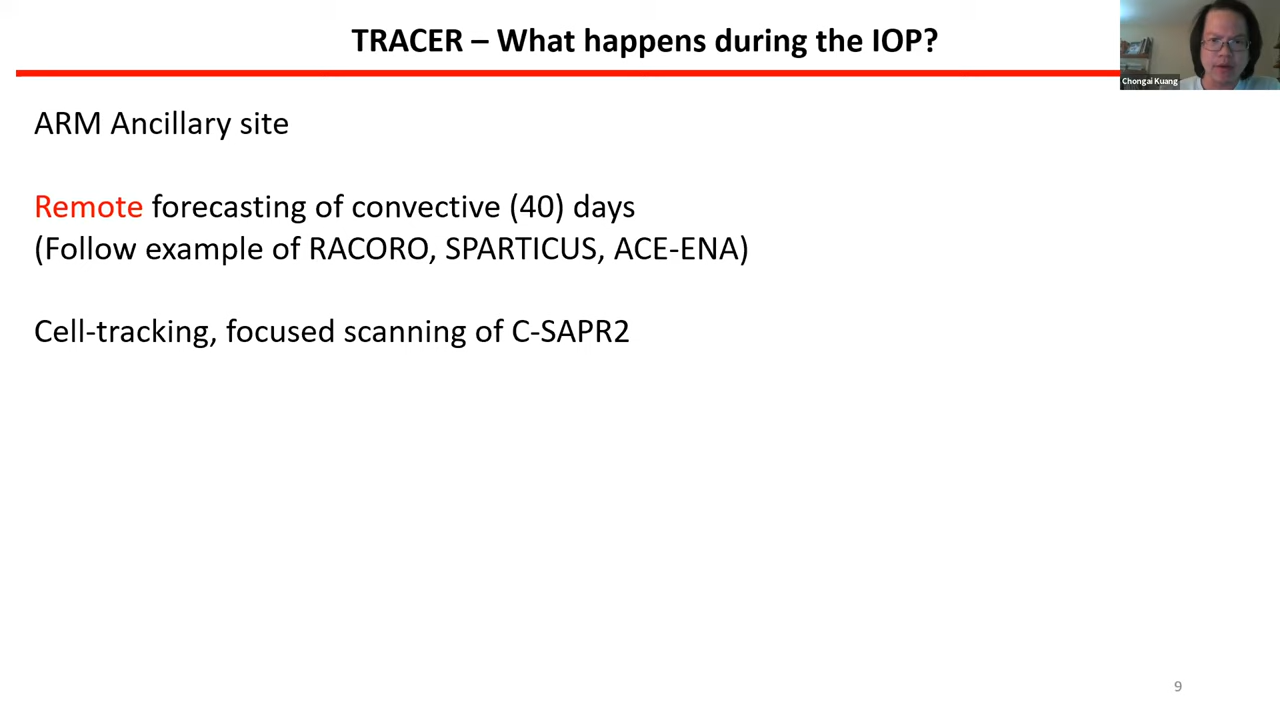 TRACER – What happens during the IOP?
Chongai Kuang
ARM Ancillary site
Remote forecasting of convective (40) days
(Follow example of RACORO, SPARTICUS, ACE-ENA)
Cell-tracking, focused scanning of C-SAPR2
9